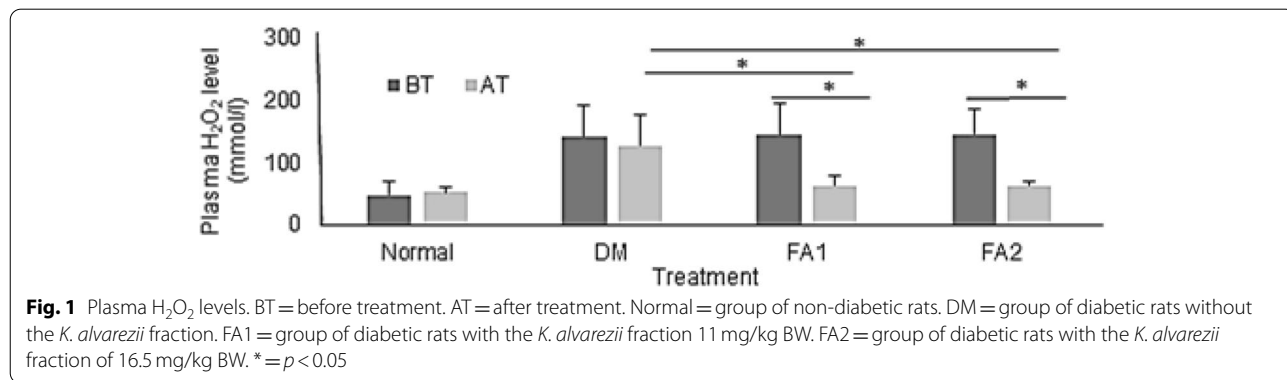 300
*
BT AT
*
* *
200
Plasma H₂O₂ level
(mmol/l)
100
0
Normal DM FA1 FA2
Treatment
Fig. 1 Plasma H₂O₂ levels. BT = before treatment. AT = after treatment. Normal = group of non-diabetic rats. DM = group of diabetic rats without
the K. alvarezii fraction. FA1 = group of diabetic rats with the K. alvarezii fraction 11 mg/kg BW. FA2 = group of diabetic rats with the K. alvarezii
fraction of 16.5 mg/kg BW. * = p < 0.05